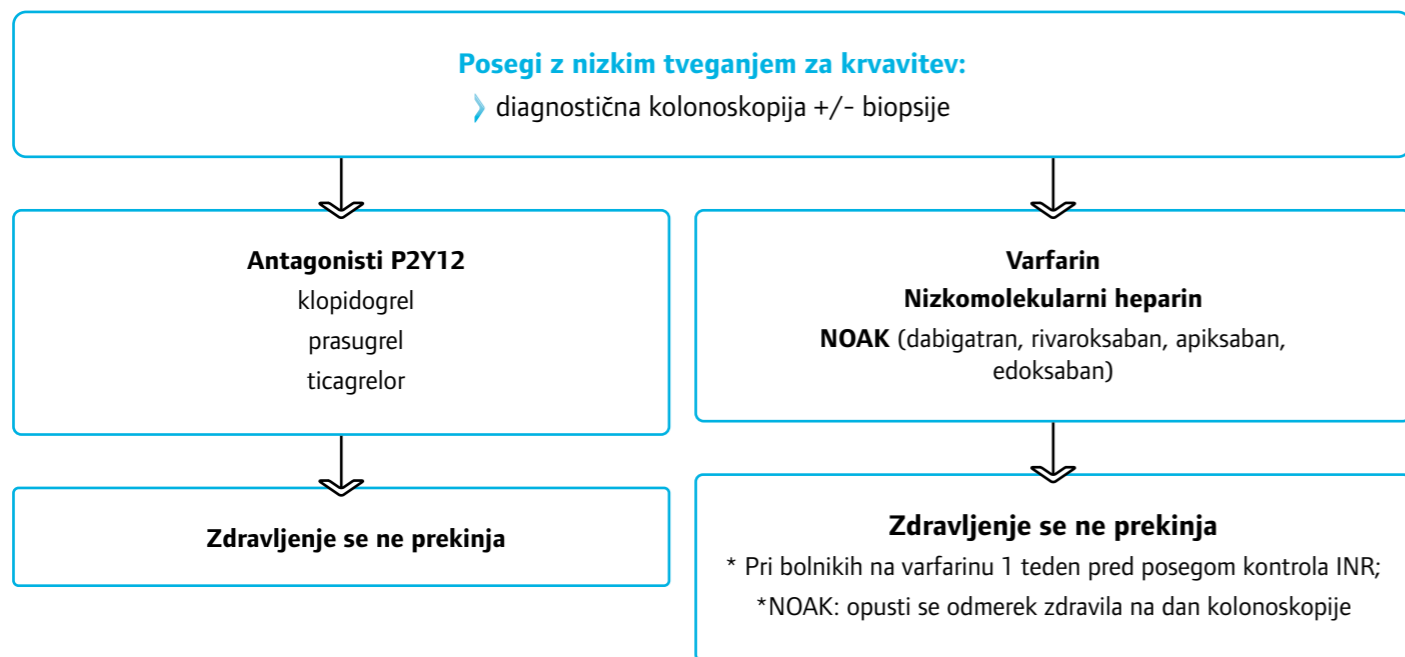 Posegi z nizkim tveganjem za krvavitev:
diagnostična kolonoskopija +/- biopsije
Antagonisti P2Y12
klopidogrel
prasugrel
ticagrelor
Zdravljenje se ne prekinja
Varfarin
Nizkomolekularni heparin
NOAK (dabigatran, rivaroksaban, apiksaban,
edoksaban)
Zdravljenje se ne prekinja
* Pri bolnikih na varfarinu 1 teden pred posegom kontrola INR;
*NOAK: opusti se odmerek zdravila na dan kolonoskopije